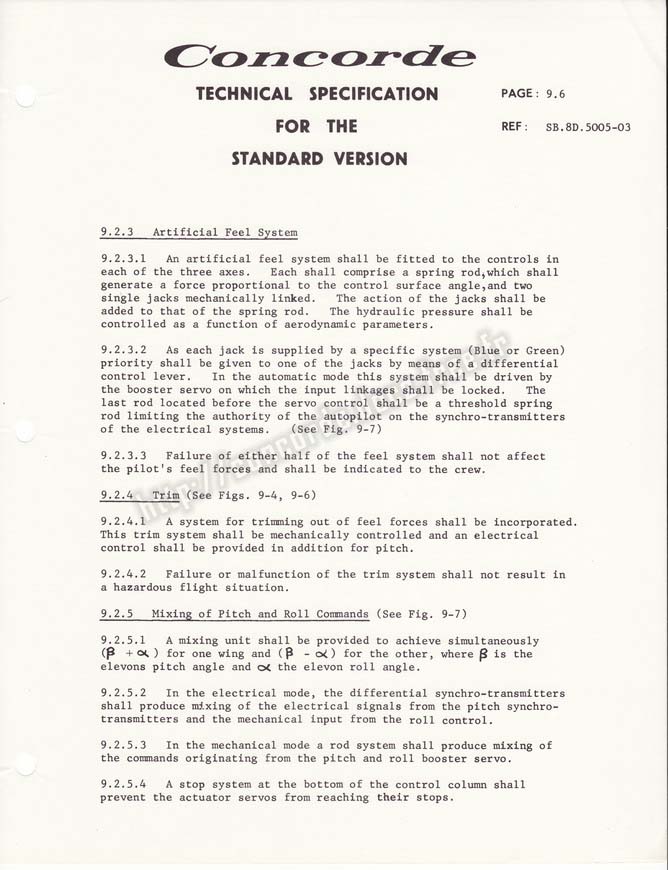 Concorde
TECHNICAL SPECIFICATION
PAGE: 9.6
FOR THE
REF: SB.8D.5005-03
STANDARD VERSION
9.2.3 Artificial Feel System
9.2.3.1 An artificial feel system shall be fitted to the controls in
each of the three axes. Each shall comprise a spring rod,which shall
generate a force proportional to the control surface angle,and two
single jacks mechanically linked. The action of the jacks shall be
added to that of the spring rod. The hydraulic pressure shall be
controlled as a function of aerodynamic parameters.
9.2.3.2 As each jack is supplied by a specific system (Blue or Green)
priority shall be given to one of the jacks by means of a differential
control lever. In the automatic mode this system shall be driven by
the booster servo on which the input linkages shall be locked. The
last rod located before the servo control shall be a threshold spring
rod limiting the authority of the autopilot on the synchro-transmitters
of the electrical systems. (See Fig. 9-7)
9.2.3.3 Failure of either half of the feel system shall not affect
the pilot's feel forces and shall be indicated to the crew.
9.2.4 Trim (See Figs. 9-4, 9-6)
9.2.4.1 A system for trimming out of feel forces shall be incorporated.
This trim system shall be mechanically controlled and an electrical
control shall be provided in addition for pitch.
9.2.4.2 Failure or malfunction of the trim system shall not result in
a hazardous flight situation.
9.2.5 Mixing of Pitch and Roll Commands (See Fig. 9-7)
9.2.5.1 A mixing unit shall be provided to achieve simultaneously
(β + α) for one wing and (β - α) for the other, where β is the
elevons pitch angle and α the elevon roll angle.
9.2.5.2 In the electrical mode, the differential synchro-transmitters
shall produce mixing of the electrical signals from the pitch synchro-
transmitters and the mechanical input from the roll control.
9.2.5.3 In the mechanical mode a rod system shall produce mixing of
the commands originating from the pitch and roll booster servo.
9.2.5.4 A stop system at the bottom of the control column shall
prevent the actuator servos from reaching their stops.